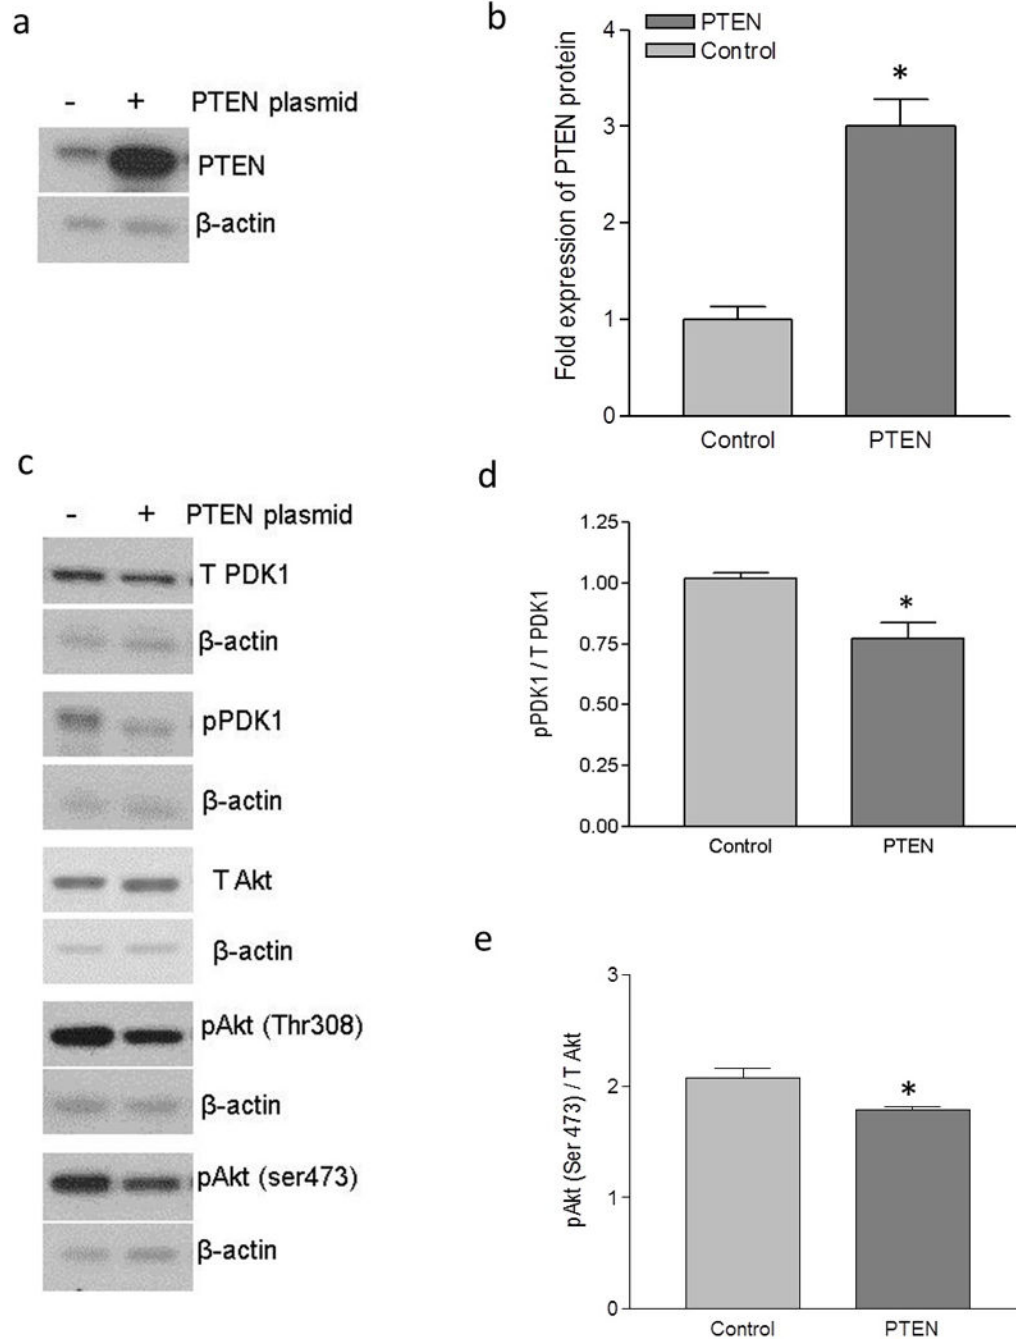 a
- + PTEN plasmid
PTEN
β-actin
b
PTEN
Control
Fold expression of PTEN protein
4
3
2
1
0
*
Control PTEN
c
- + PTEN plasmid
T PDK1
β-actin
pPDK1
β-actin
T Akt
β-actin
pAkt (Thr308)
β-actin
pAkt (ser473)
β-actin
d
pPDK1 / T PDK1
1.25
1.00
0.75
0.50
0.25
0.00
*
Control PTEN
e
pAkt (Ser 473) / T Akt
3
2
1
0
*
Control PTEN